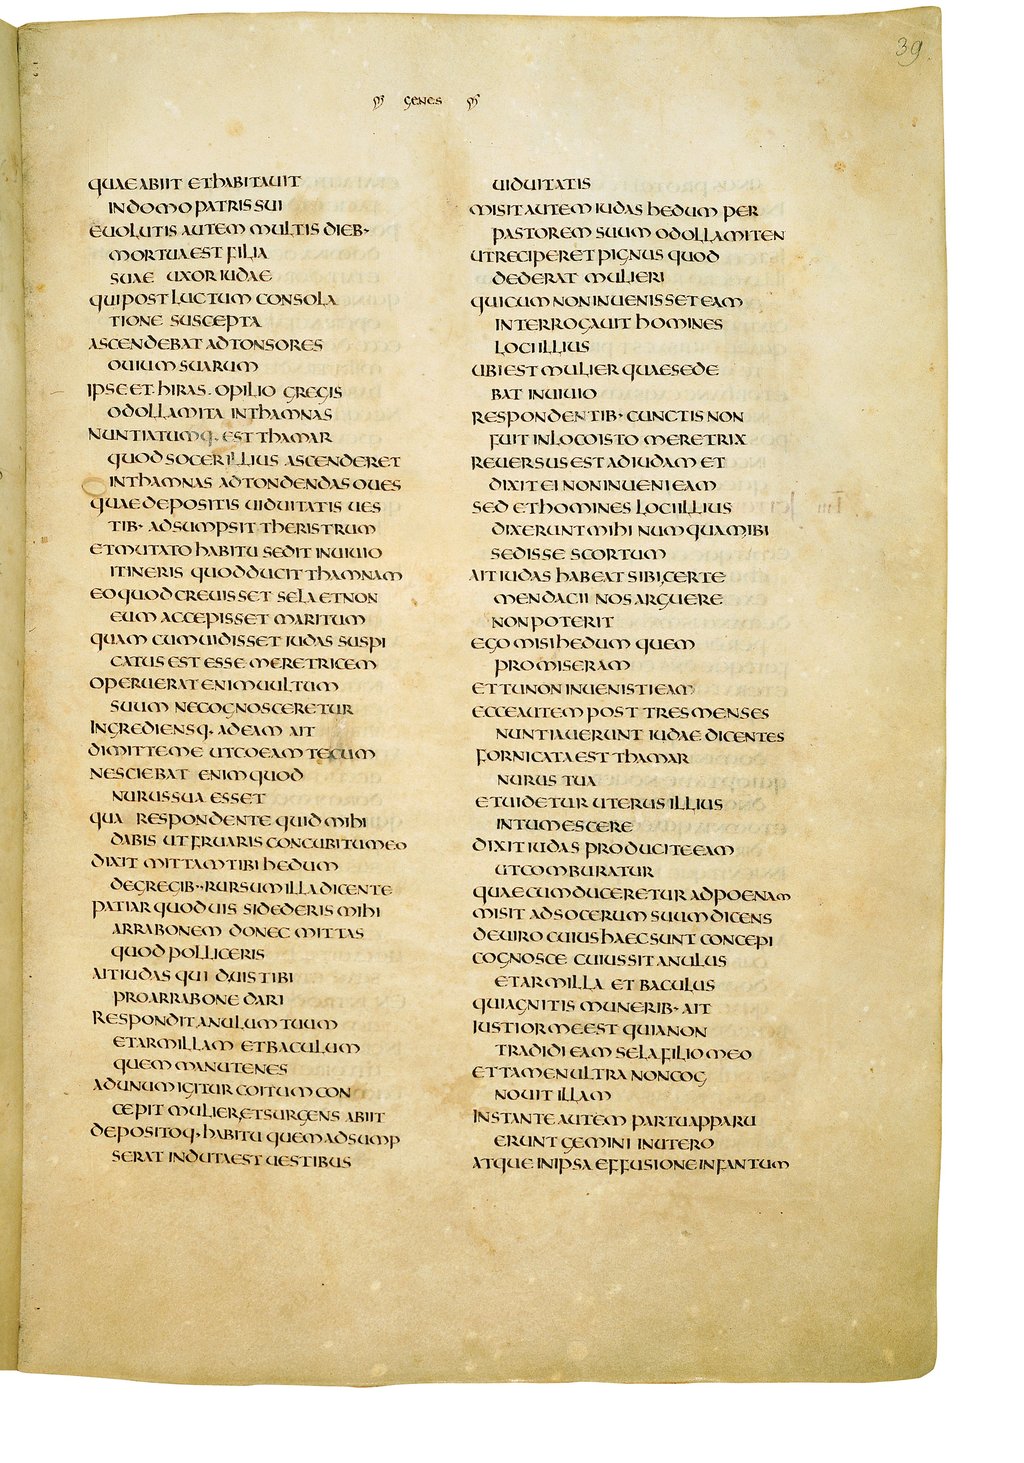 39
GENES
QUAE ABIIT ET HABITAUIT
IN DOMO PATRIS SUI
EUOLUTIS AUTEM MULTIS DIEB·
MORTUA EST FILIA
SUAE UXOR IUDAE
QUI POST LUCTUM CONSOLA
TIONE SUSCEPTA
ASCENDEBAT AD TONSORES
OUIUM SUARUM
IPSE ET· HIRAS· OPILIO GREGIS
ODOLLAMITA IN THAMNAS
NUNTIATUMQ· EST THAMAR
QUOD SOCER ILLIUS ASCENDERET
IN THAMNAS AD TONDENDAS OUES
QUAE DEPOSITIS UIDUITATIS UES
TIB· ADSUMPSIT THERISTRUM
ET MUTATO HABITU SEDIT IN UIUIO
ITINERIS QUOD DUCIT THAMNAM
EO QUOD CREUISSET SELA ET NON
EUM ACCEPISSET MARITUM
QUAM CUM UIDISSET IUDAS SUSPI
CATUS EST ESSE MERETRICEM
OPERUERAT ENIM UULTUM
SUUM NE COGNOSCERETUR
INGREDIENSQ· AD EAM AIT
DIMITTE ME UT COEAM TECUM
NESCIEBAT ENIM QUOD
NURUS SUA ESSET
QUA RESPONDENTE QUID MIHI
DABIS UT FRUARIS CONCUBITU MEO
DIXIT MITTAM TIBI HEDUM
DE GREGIB·· RURSUM ILLA DICENTE
PATIAR QUOD UIS SI DEDERIS MIHI
ARRABONEM DONEC MITTAS
QUOD POLLICERIS
AIT IUDAS QUI D UIS TIBI
PRO ARRABONE DARI
RESPONDIT ANULUM TUUM
ET ARMILLAM ET BACULUM
QUEM MANU TENES
AD UNUM IGITUR COITUM CON
CEPIT MULIER, ET SURGENS ABIIT
DEPOSITOQ· HABITU QUEM ADSUMP
SERAT INDUTA EST UESTIBUS
UIDUITATIS
MISIT AUTEM IUDAS HEDUM PER
PASTOREM SUUM ODOLLAMITEN
UT RECIPERET PIGNUS QUOD
DEDERAT MULIERI
QUI CUM NON INUENISSET EAM
INTERROGAUIT HOMINES
LOCI ILLIUS
UBI EST MULIER QUAE SEDE
BAT IN UIUIO
RESPONDENTIB· CUNCTIS NON
FUIT IN LOCO ISTO MERETRIX
REUERSUS EST AD IUDAM ET
DIXIT EI NON INUENI EAM
SED ET HOMINES LOCI ILLIUS
DIXERUNT MIHI NUMQUAM IBI
SEDISSE SCORTUM
AIT IUDAS HABEAT SIBI, CERTE
MENDACII NOS ARGUERE
NON POTERIT
EGO MISI HEDUM QUEM
PROMISERAM
ET TU NON INUENISTI EAM
ECCE AUTEM POST TRES MENSES
NUNTIAUERUNT IUDAE DICENTES
FORNICATA EST THAMAR
NURUS TUA
ET UIDETUR UTERUS ILLIUS
INTUMESCERE
DIXIT IUDAS PRODUCITE EAM
UT COMBURATUR
QUAE CUM DUCERETUR AD POENAM
MISIT AD SOCERUM SUUM DICENS
DE UIRO CUIUS HAEC SUNT CONCEPI
COGNOSCE CUIUS SIT ANULUS
ET ARMILLA ET BACULUS
QUI AGNITIS MUNERIB· AIT
IUSTIOR ME EST QUIA NON
TRADIDI EAM SELA FILIO MEO
ET TAMEN ULTRA NON COG
NOUIT ILLAM
INSTANTE AUTEM PARTU APPARU
ERUNT GEMINI IN UTERO
ATQUE IN IPSA EFFUSIONE INFANTUM